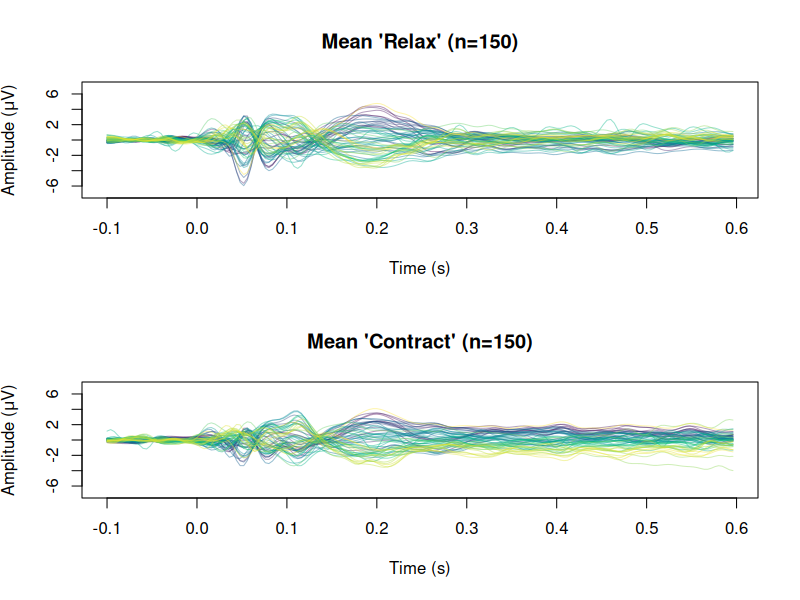 Mean 'Relax' (n=150)
Amplitude (µV)
6
2
-2
-6
-0.1 0.0 0.1 0.2 0.3 0.4 0.5 0.6
Time (s)
Mean 'Contract' (n=150)
Amplitude (µV)
6
2
-2
-6
-0.1 0.0 0.1 0.2 0.3 0.4 0.5 0.6
Time (s)